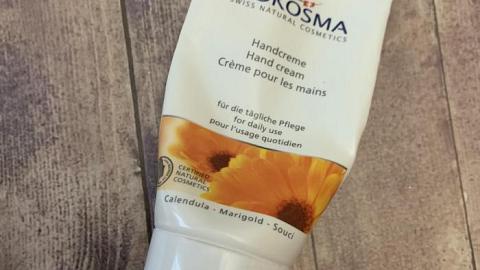 SWISS NATURAL COSMETICS
Handcreme
Hand cream
Crème pour les mains
für die tägliche Pflege
for daily use
pour l'usage quotidien
CERTIFIED
NATURAL
COSMETICS
Calendula - Marigold - Souci